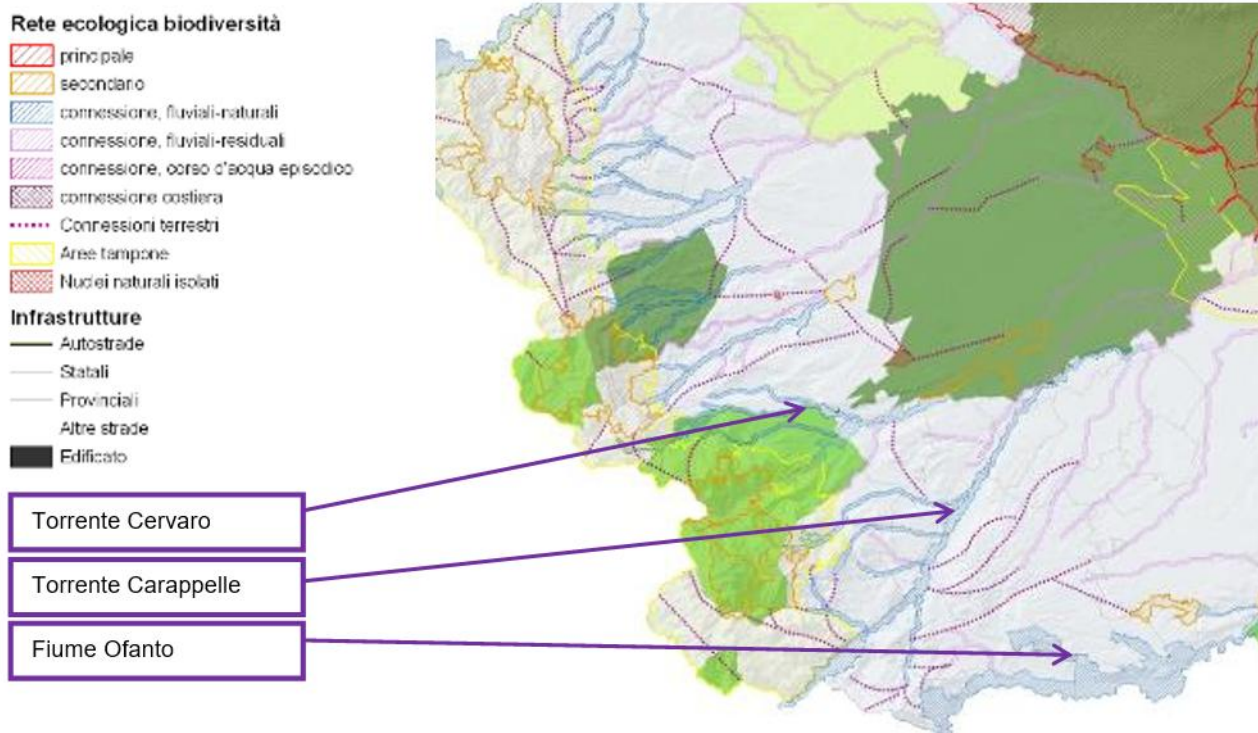 Rete ecologica biodiversità
principale
secondario
connessione, fluviali-naturali
connessione, fluviali-residuali
connessione, corso d'acqua episodico
connessione costiera
Connessioni terrestri
Aree tampone
Nuclei naturali isolati
Infrastrutture
Autostrade
Statali
Provinciali
Altre strade
Edificato
Torrente Cervaro
Torrente Carappelle
Fiume Ofanto